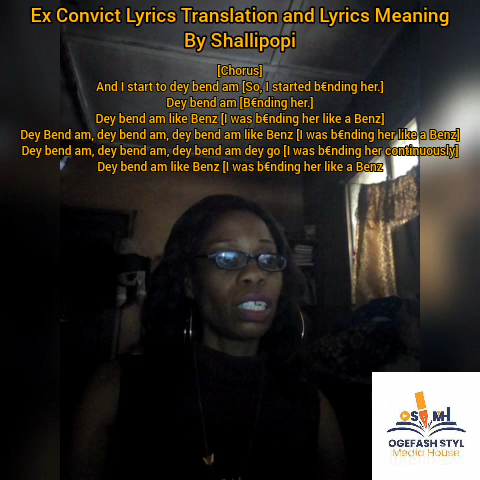 Ex Convict Lyrics Translation and Lyrics Meaning
By Shallipopi
[Chorus]
And I start to dey bend am [So, I started b€nding her.]
Dey bend am [B€nding her.]
Dey bend am like Benz [I was b€nding her like a Benz]
Dey Bend am, dey bend am, dey bend am like Benz [I was b€nding her like a Benz]
Dey bend am, dey bend am, dey bend am dey go [I was b€nding her continuously]
Dey bend am like Benz [I was b€nding her like a Benz
OSMH
OGEFASH STYL
Media House